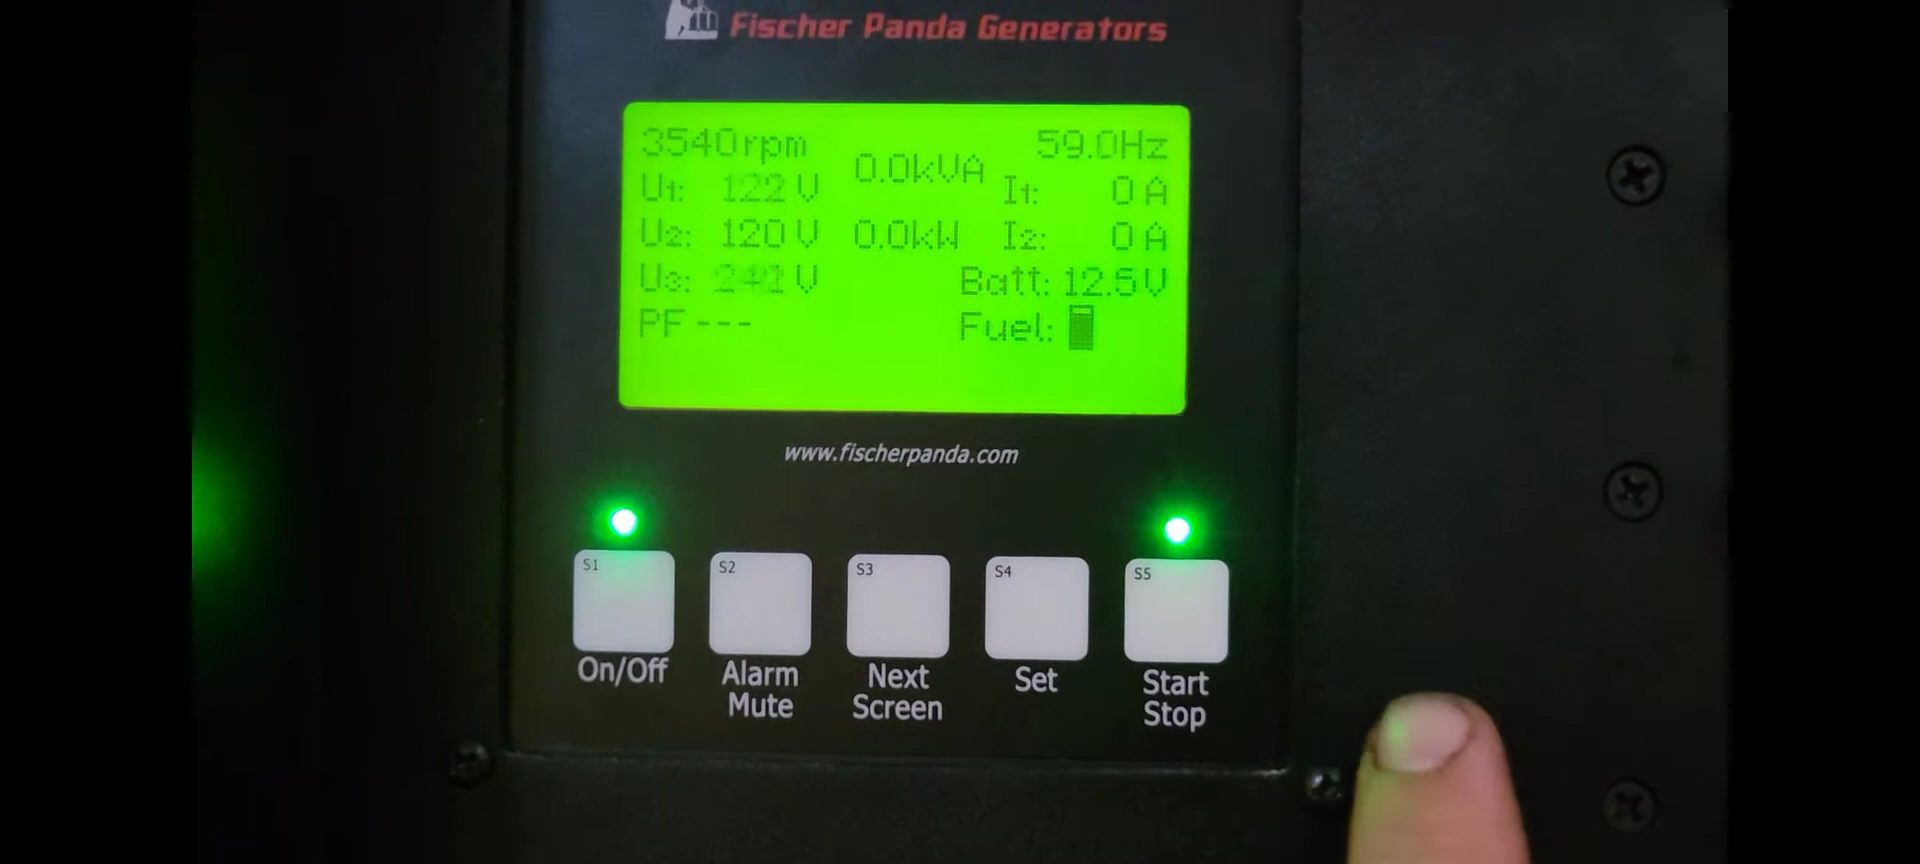 Fischer Panda Generators
3540rpm 59.0Hz
0.0kVA
U1: 122 V I1: 0 A
U2: 120 V 0.0kW I2: 0 A
U3: V Batt: 12.5V
PF--- Fuel:
www.fischerpanda.com
S1 S2 S3 S4 S5
On/Off Alarm Mute Next Screen Set Start Stop